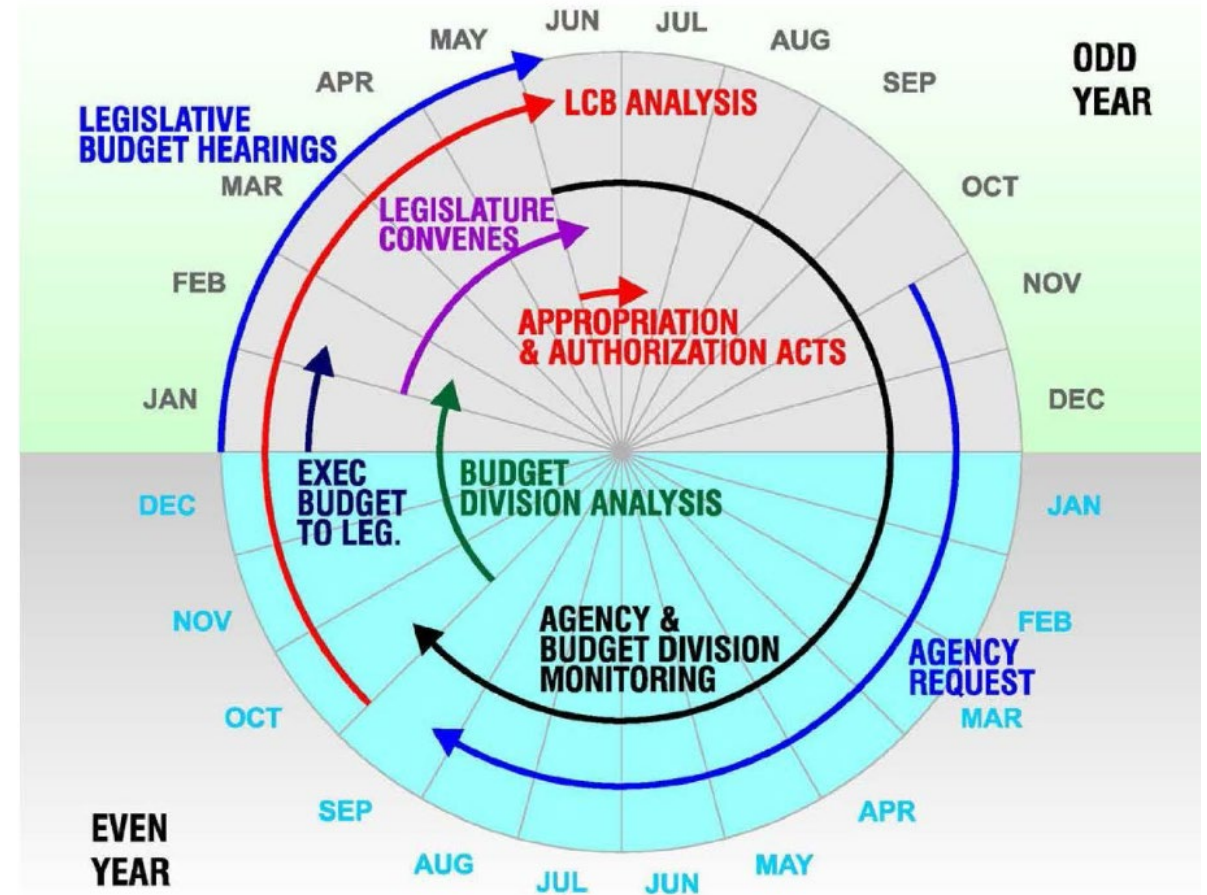 JUN
JUL
MAY
AUG
ODD
YEAR
APR
SEP
LCB ANALYSIS
LEGISLATIVE
BUDGET HEARINGS
MAR
OCT
LEGISLATURE
CONVENES
FEB
NOV
APPROPRIATION
& AUTHORIZATION ACTS
JAN
DEC
EXEC
BUDGET
TO LEG.
BUDGET
DIVISION ANALYSIS
DEC
JAN
NOV
FEB
AGENCY &
BUDGET DIVISION
MONITORING
AGENCY
REQUEST
OCT
MAR
SEP
APR
EVEN
YEAR
AUG
MAY
JUL
JUN